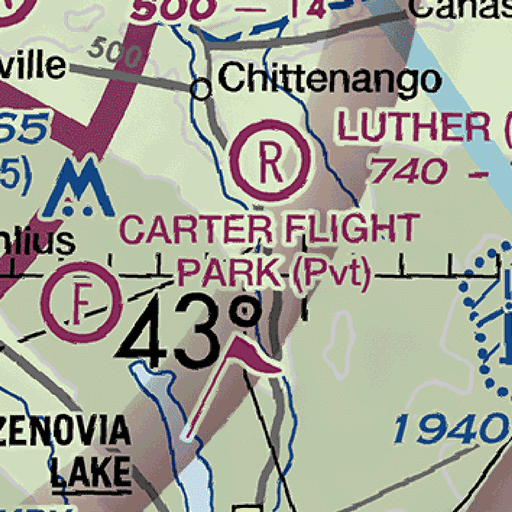 500 - 14
Canas
500
ville
Chittenango
LUTHER (
65
740 -
5)
R
CARTER FLIGHT
nlius
PARK (Pvt)
F
43°
1940
ZENOVIA
LAKE